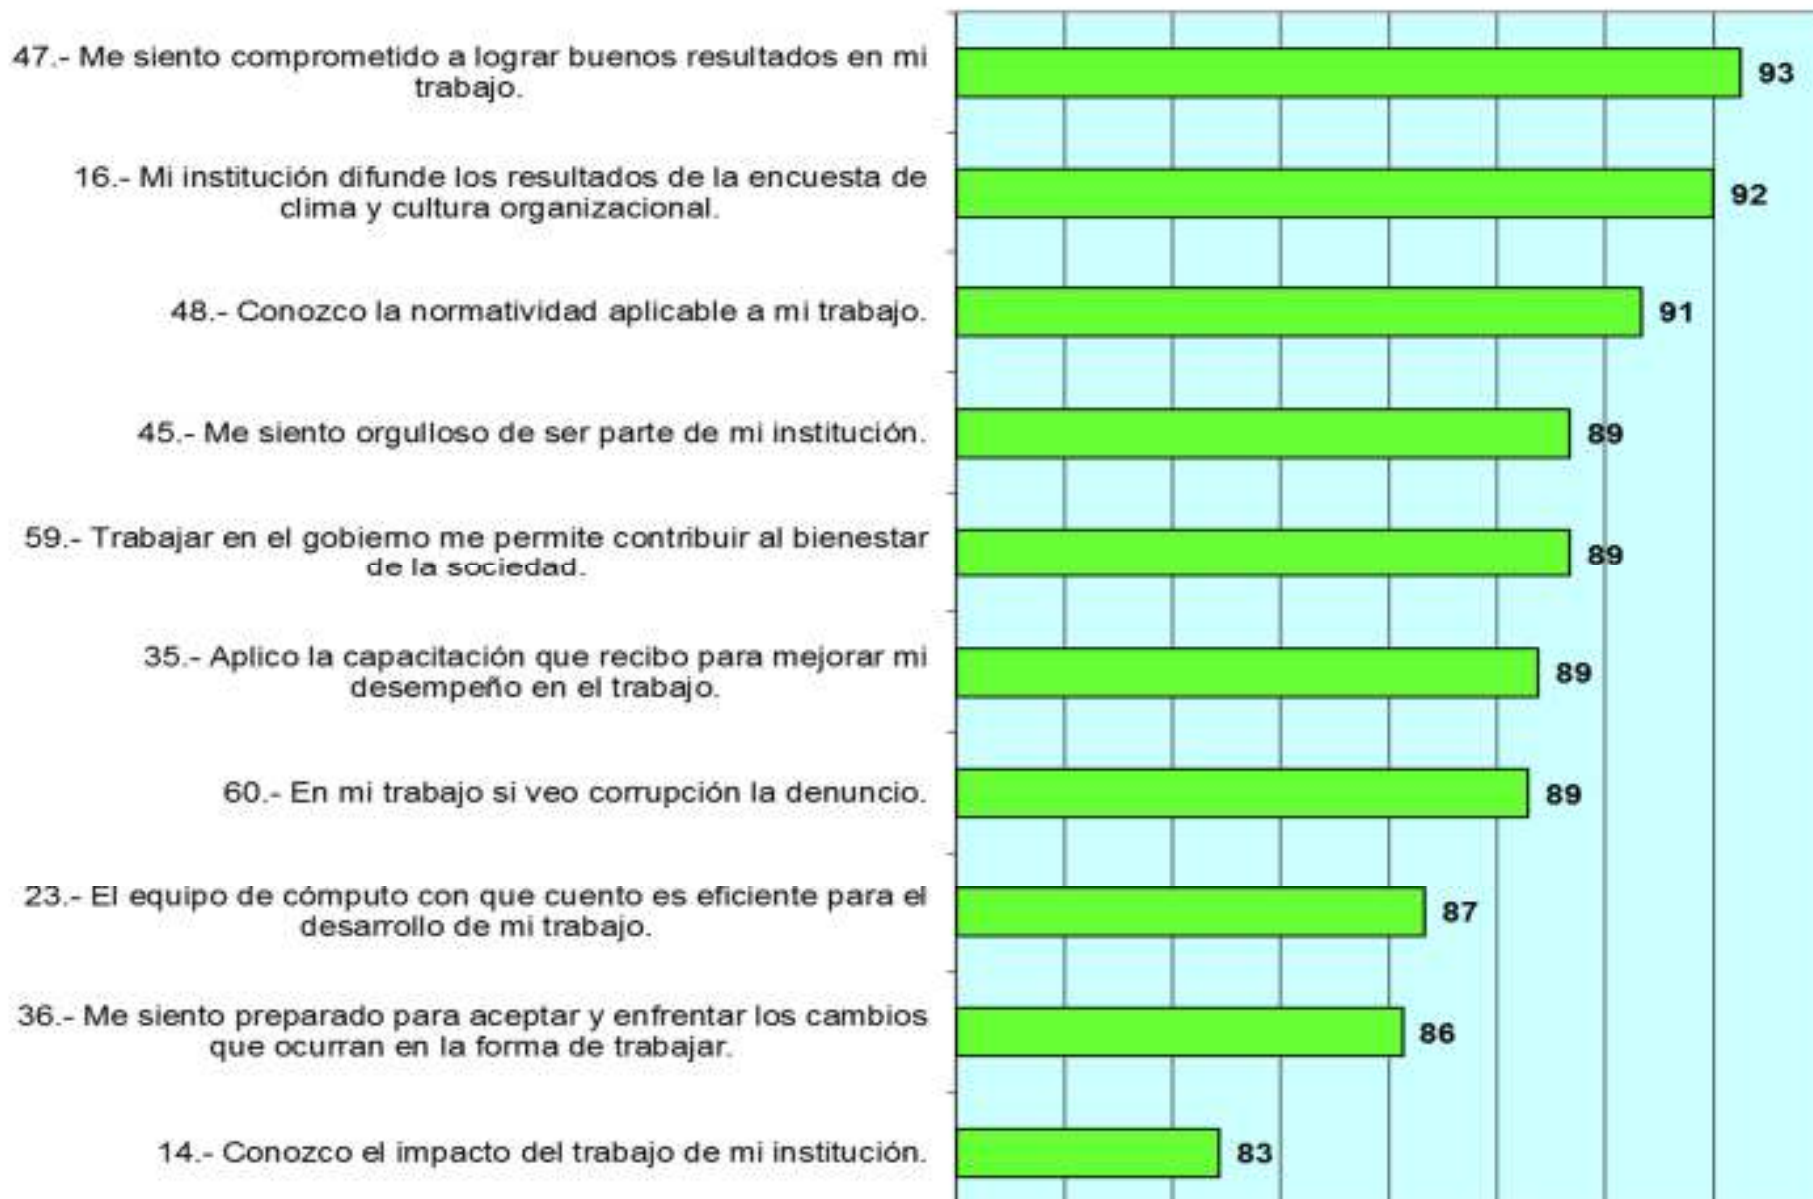 47.- Me siento comprometido a lograr buenos resultados en mi
trabajo.
93
16.- Mi institución difunde los resultados de la encuesta de
clima y cultura organizacional.
92
48.- Conozco la normatividad aplicable a mi trabajo.
91
45.- Me siento orgulloso de ser parte de mi institución.
89
59.- Trabajar en el gobierno me permite contribuir al bienestar
de la sociedad.
89
35.- Aplico la capacitación que recibo para mejorar mi
desempeño en el trabajo.
89
60.- En mi trabajo si veo corrupción la denuncio.
89
23.- El equipo de cómputo con que cuento es eficiente para el
desarrollo de mi trabajo.
87
36.- Me siento preparado para aceptar y enfrentar los cambios
que ocurran en la forma de trabajar.
86
14.- Conozco el impacto del trabajo de mi institución.
83